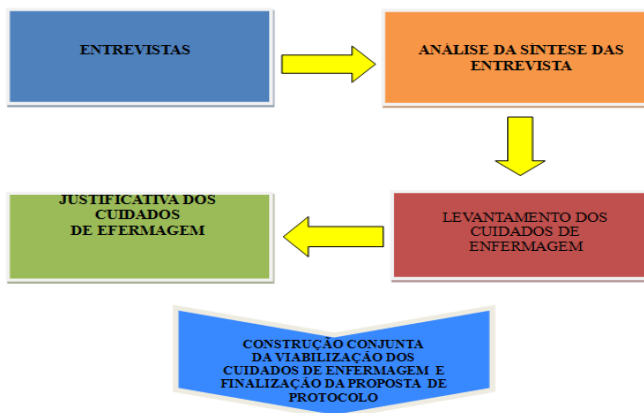 ENTREVISTAS
ANÁLISE DA SÍNTESE DAS
ENTREVISTA
LEVANTAMENTO DOS
CUIDADOS DE
ENFERMAGEM
JUSTIFICATIVA DOS
CUIDADOS
DE EFERMAGEM
CONSTRUÇÃO CONJUNTA
DA VIABILIZAÇÃO DOS
CUIDADOS DE ENFERMAGEM E
FINALIZAÇÃO DA PROPOSTA DE
PROTOCOLO